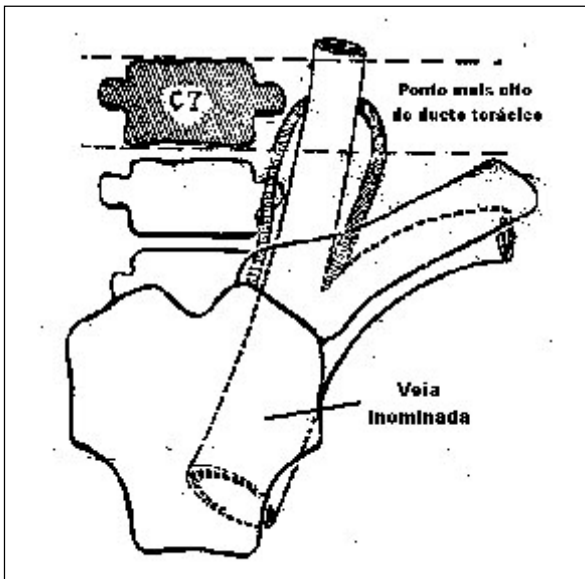 C7
Ponto mais alto
do ducto torácico
Veia
Inominada